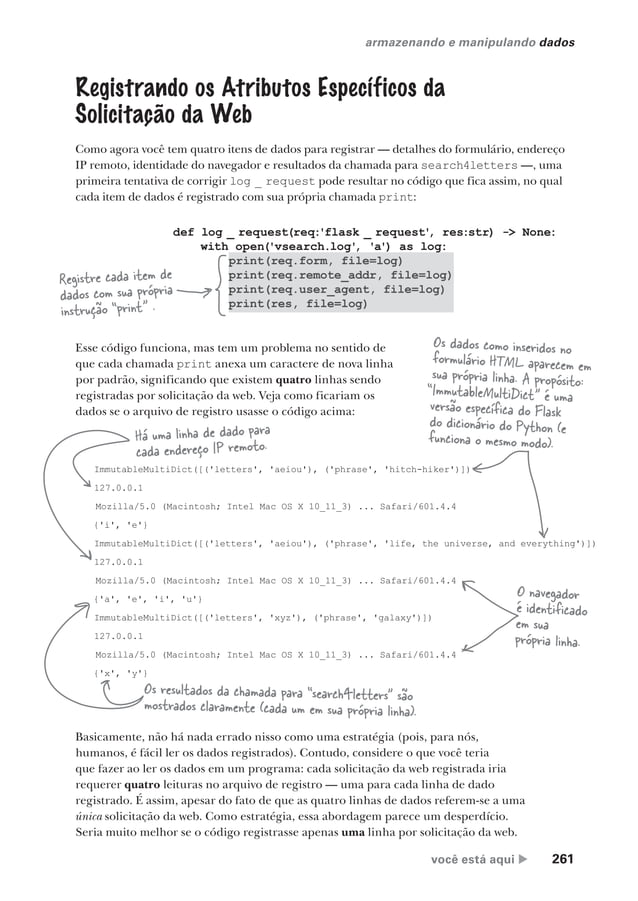 armazenando e manipulando dados
Registrando os Atributos Específicos da
Solicitação da Web
Como agora você tem quatro itens de dados para registrar — detalhes do formulário, endereço
IP remoto, identidade do navegador e resultados da chamada para search4letters —, uma
primeira tentativa de corrigir log _ request pode resultar no código que fica assim, no qual
cada item de dados é registrado com sua própria chamada print:
def log _ request(req:'flask _ request', res:str) -> None:
with open('vsearch.log', 'a') as log:
print(req.form, file=log)
print(req.remote_addr, file=log)
print(req.user_agent, file=log)
print(res, file=log)
Registre cada item de
dados com sua própria
instrução "print" .
Esse código funciona, mas tem um problema no sentido de
que cada chamada print anexa um caractere de nova linha
por padrão, significando que existem quatro linhas sendo
registradas por solicitação da web. Veja como ficariam os
dados se o arquivo de registro usasse o código acima:
Os dados como inseridos no
formulário HTML aparecem em
sua própria linha. A propósito:
"ImmutableMultiDict" é uma
versão específica do Flask
do dicionário do Python (e
funciona o mesmo modo).
Há uma linha de dado para
cada endereço IP remoto.
ImmutableMultiDict([('letters', 'aeiou'), ('phrase', 'hitch-hiker')])
127.0.0.1
Mozilla/5.0 (Macintosh; Intel Mac OS X 10_11_3) ... Safari/601.4.4
{'i', 'e'}
ImmutableMultiDict([('letters', 'aeiou'), ('phrase', 'life, the universe, and everything')])
127.0.0.1
Mozilla/5.0 (Macintosh; Intel Mac OS X 10_11_3) ... Safari/601.4.4
{'a', 'e', 'i', 'u'}
ImmutableMultiDict([('letters', 'xyz'), ('phrase', 'galaxy')])
127.0.0.1
Mozilla/5.0 (Macintosh; Intel Mac OS X 10_11_3) ... Safari/601.4.4
{'x', 'y'}
O navegador
é identificado
em sua
própria linha.
Os resultados da chamada para "search4letters" são
mostrados claramente (cada um em sua própria linha).
Basicamente, não há nada errado nisso como uma estratégia (pois, para nós,
humanos, é fácil ler os dados registrados). Contudo, considere o que você teria
que fazer ao ler os dados em um programa: cada solicitação da web registrada iria
requerer quatro leituras no arquivo de registro — uma para cada linha de dado
registrado. É assim, apesar do fato de que as quatro linhas de dados referem-se a uma
única solicitação da web. Como estratégia, essa abordagem parece um desperdício.
Seria muito melhor se o código registrasse apenas uma linha por solicitação da web.
você está aqui ▶ 261